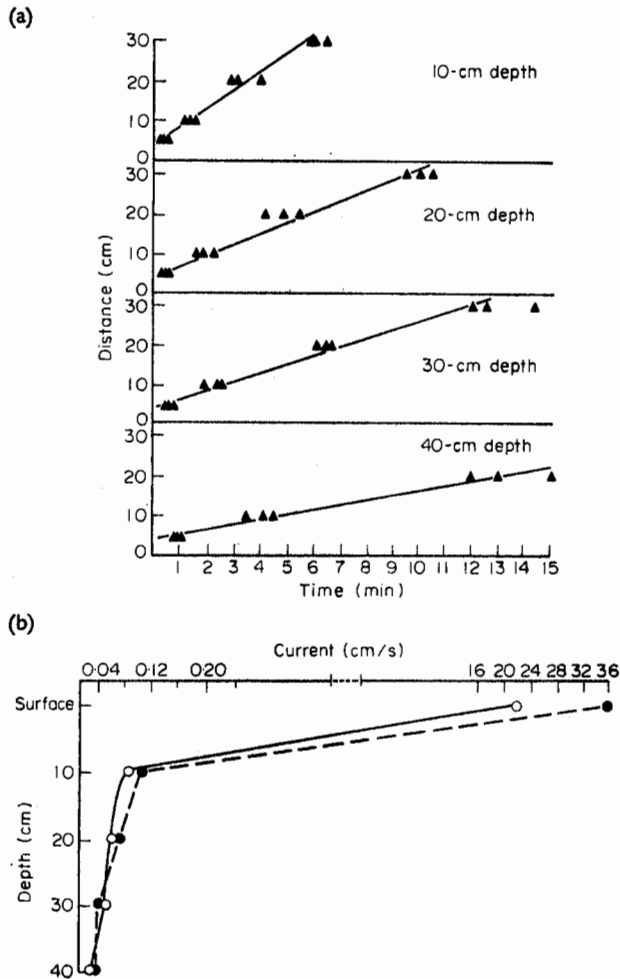 (a)
30
20
10
0
10-cm depth
30
20
10
0
20-cm depth
30
20
10
0
30-cm depth
30
20
10
0
40-cm depth
Distance (cm)
1 2 3 4 5 6 7 8 9 10 11 12 13 14 15
Time (min)
(b)
Current (cm/s)
0·04 0·12 0·20 16 20 24 28 32 36
Surface
10
20
30
40
Depth (cm)